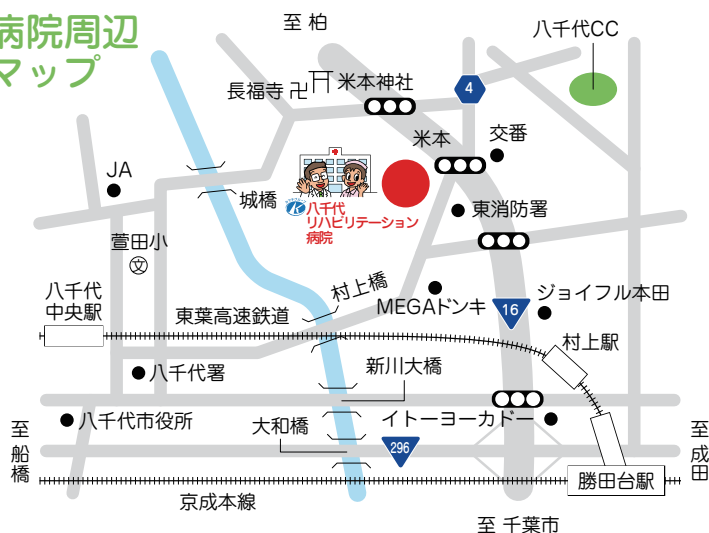 病院周辺
マップ
至 柏
八千代CC
長福寺 卍
米本神社
4
米本
交番
JA
城橋
八千代
リハビリテーション
病院
東消防署
萱田小
文
村上橋
MEGAドンキ
16
ジョイフル本田
八千代
中央駅
東葉高速鉄道
村上駅
八千代署
新川大橋
八千代市役所
大和橋
イトーヨーカドー
296
至船橋
至成田
京成本線
勝田台駅
至 千葉市